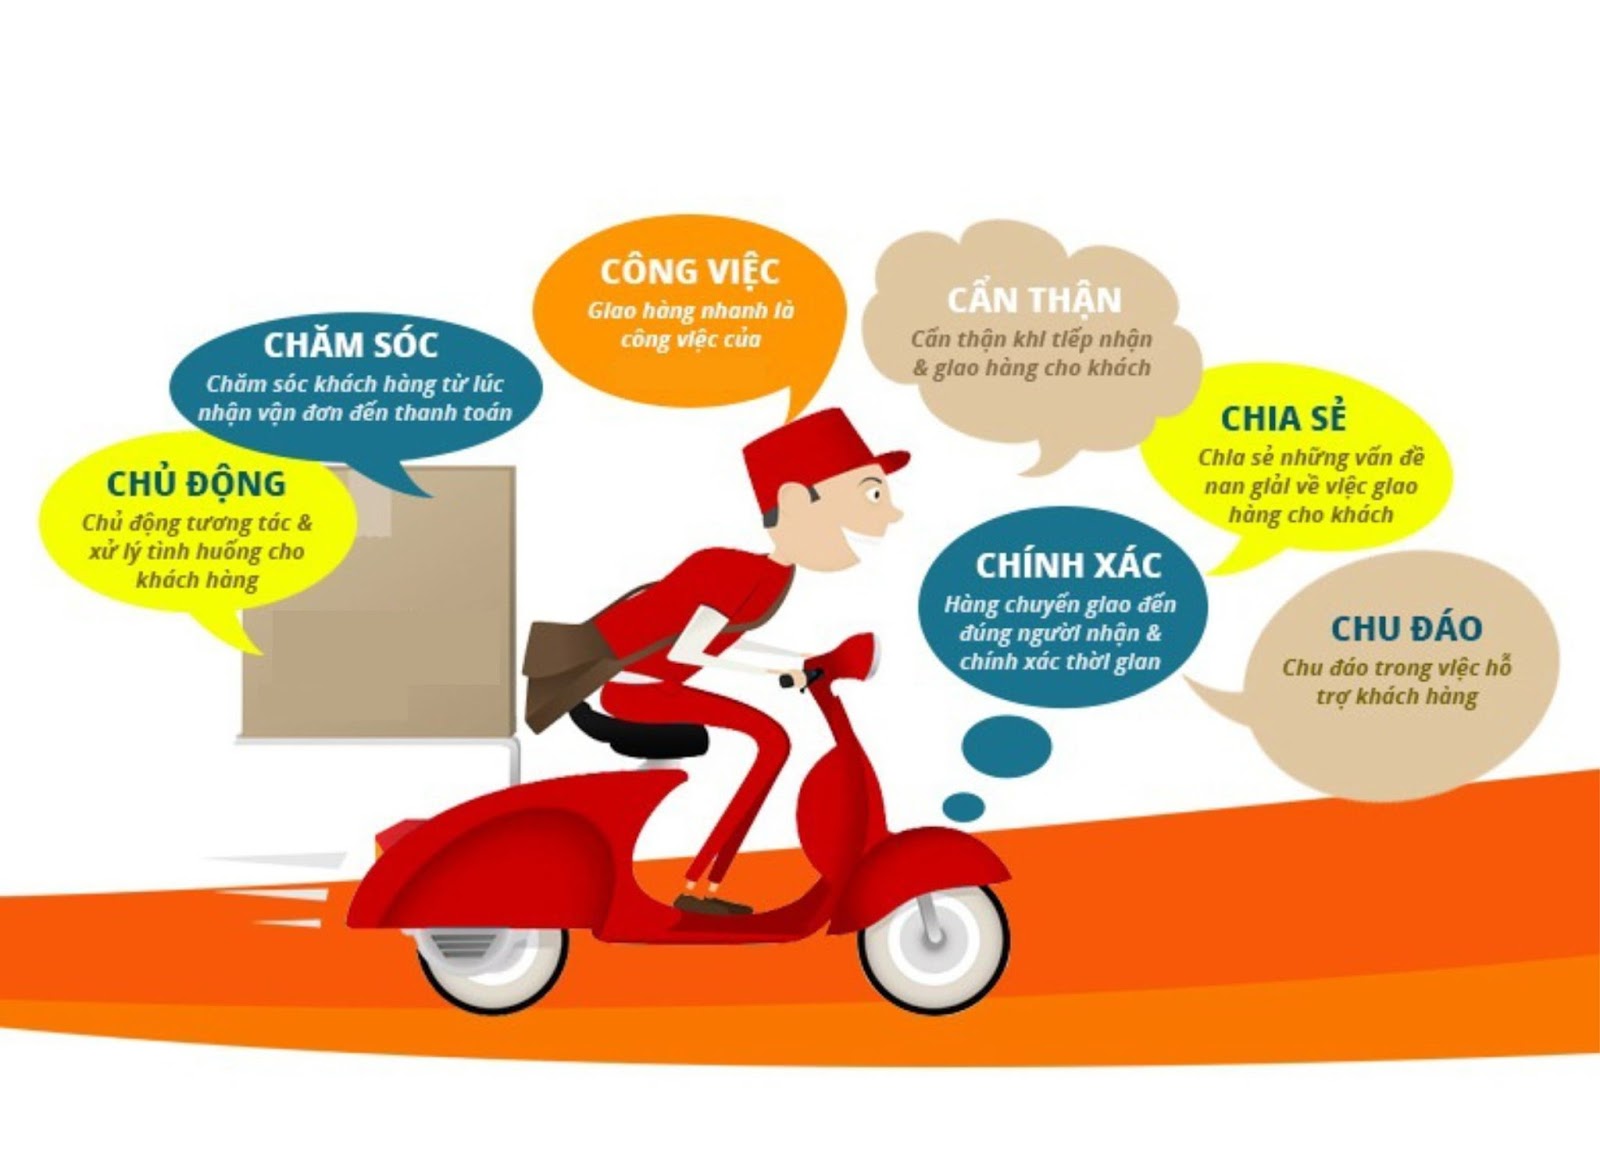 CÔNG VIỆC
Giao hàng nhanh là
công việc của
CẨN THẬN
Cẩn thận khi tiếp nhận
& giao hàng cho khách
CHĂM SÓC
Chăm sóc khách hàng từ lúc
nhận vận đơn đến thanh toán
CHIA SẺ
Chia sẻ những vấn đề
nan giải về việc giao
hàng cho khách
CHỦ ĐỘNG
Chủ động tương tác &
xử lý tình huống cho
khách hàng
CHÍNH XÁC
Hàng chuyển giao đến
đúng người nhận &
chính xác thời gian
CHU ĐÁO
Chu đáo trong việc hỗ
trợ khách hàng